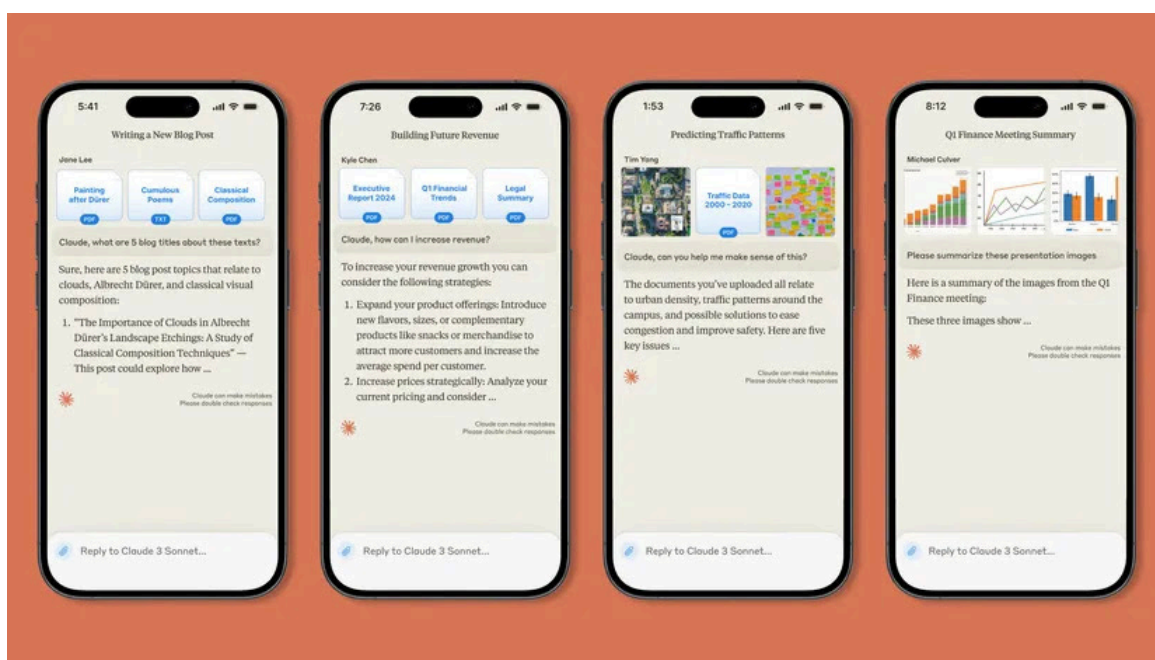 5:41
Writing a New Blog Post
Jane Lee
Painting
after Dürer
PDF
Cumulous
Poems
TXT
Classical
Composition
PDF
Claude, what are 5 blog titles about these texts?
Sure, here are 5 blog post topics that relate to
clouds, Albrecht Dürer, and classical visual
composition:
1. “The Importance of Clouds in Albrecht
Dürer’s Landscape Etchings: A Study of
Classical Composition Techniques” —
This post could explore how ...
Claude can make mistakes
Please double check responses
Reply to Claude 3 Sonnet...
7:26
Building Future Revenue
Kyle Chen
Executive
Report 2024
PDF
Q1 Financial
Trends
PDF
Legal
Summary
PDF
Claude, how can I increase revenue?
To increase your revenue growth you can
consider the following strategies:
1. Expand your product offerings: Introduce
new flavors, sizes, or complementary
products like snacks or merchandise to
attract more customers and increase the
average spend per customer.
2. Increase prices strategically: Analyze your
current pricing and consider ...
Claude can make mistakes
Please double check responses
Reply to Claude 3 Sonnet...
1:53
Predicting Traffic Patterns
Tim Yang
Traffic Data
2000 – 2020
PDF
Claude, can you help me make sense of this?
The documents you’ve uploaded all relate
to urban density, traffic patterns around the
campus, and possible solutions to ease
congestion and improve safety. Here are five
key issues ...
Claude can make mistakes
Please double check responses
Reply to Claude 3 Sonnet...
8:12
Q1 Finance Meeting Summary
Michael Culver
Please summarize these presentation images
Here is a summary of the images from the Q1
Finance meeting:
These three images show ...
Claude can make mistakes
Please double check responses
Reply to Claude 3 Sonnet...